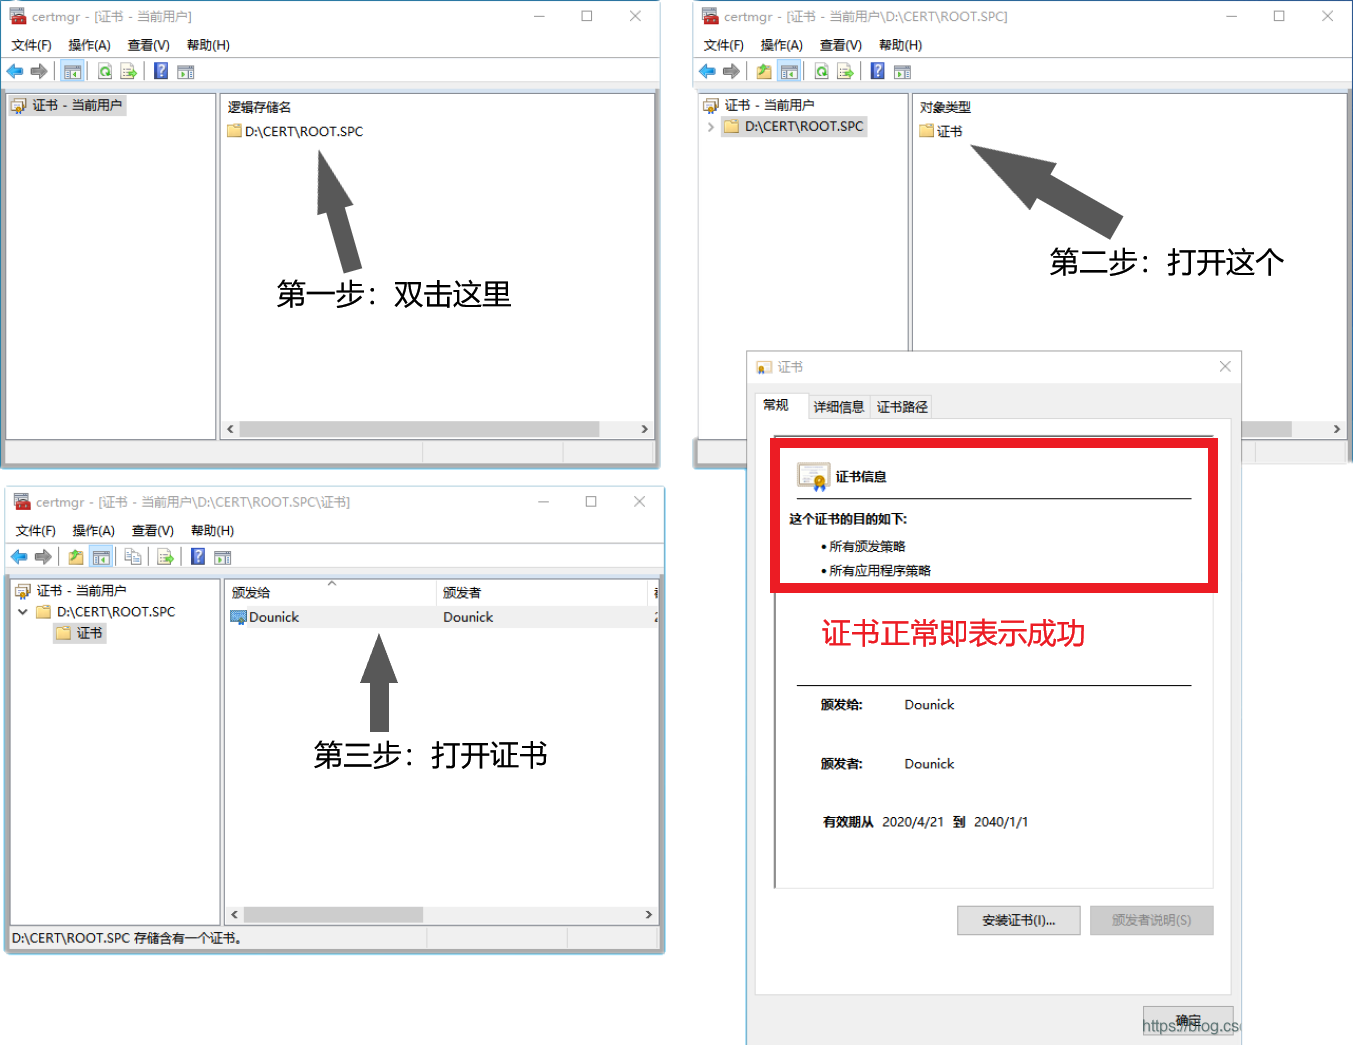 certmgr - [证书 - 当前用户]
文件(F) 操作(A) 查看(V) 帮助(H)
证书 - 当前用户
逻辑存储名
D:\CERT\ROOT.SPC
第一步：双击这里
certmgr - [证书 - 当前用户\D:\CERT\ROOT.SPC]
文件(F) 操作(A) 查看(V) 帮助(H)
证书 - 当前用户
D:\CERT\ROOT.SPC
对象类型
证书
第二步：打开这个
certmgr - [证书 - 当前用户\D:\CERT\ROOT.SPC\证书]
文件(F) 操作(A) 查看(V) 帮助(H)
证书 - 当前用户
D:\CERT\ROOT.SPC
证书
颁发给 颁发者
Dounick Dounick
第三步：打开证书
D:\CERT\ROOT.SPC 存储含有一个证书。
证书
常规 详细信息 证书路径
证书信息
这个证书的目的如下:
• 所有颁发策略
• 所有应用程序策略
证书正常即表示成功
颁发给: Dounick
颁发者: Dounick
有效期从 2020/4/21 到 2040/1/1
安装证书(I)... 颁发者说明(S)
确定
https://blog.cs